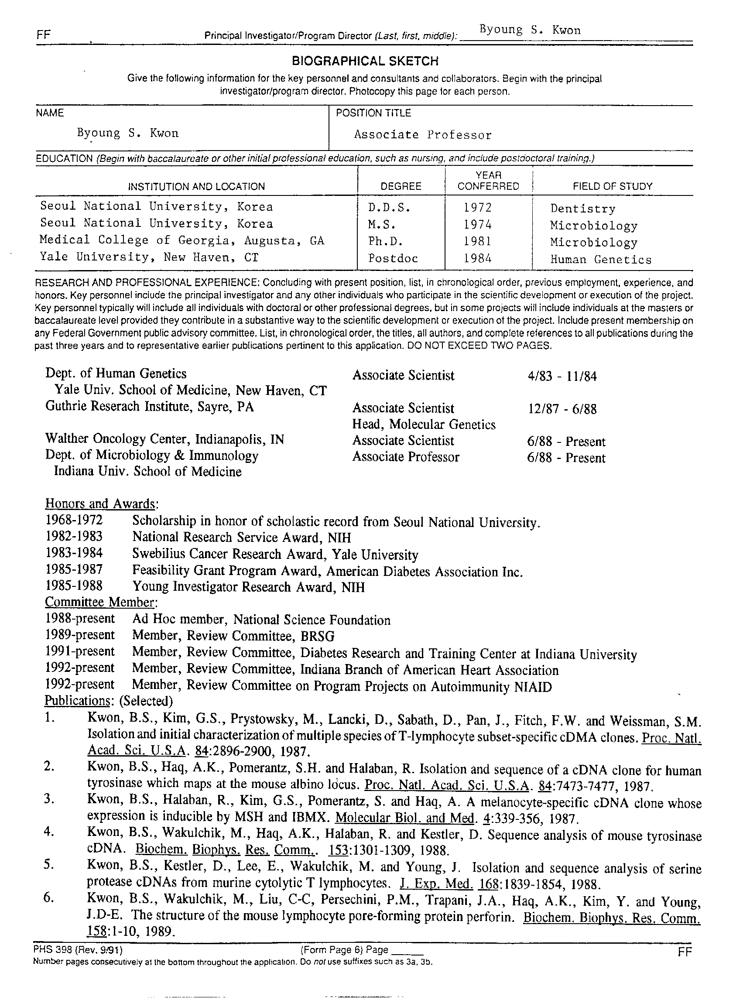 FF Principal Investigator/Program Director (Last, first, middle): Byoung S. Kwon
BIOGRAPHICAL SKETCH
Give the following information for the key personnel and consultants and collaborators. Begin with the principal
investigator/program director. Photocopy this page for each person.
NAME POSITION TITLE
Byoung S. Kwon Associate Professor
EDUCATION (Begin with baccalaureate or other initial professional education, such as nursing, and include postdoctoral training.)
INSTITUTION AND LOCATION DEGREE YEAR CONFERRED FIELD OF STUDY
Seoul National University, Korea D.D.S. 1972 Dentistry
Seoul National University, Korea M.S. 1974 Microbiology
Medical College of Georgia, Augusta, GA Ph.D. 1981 Microbiology
Yale University, New Haven, CT Postdoc 1984 Human Genetics
RESEARCH AND PROFESSIONAL EXPERIENCE: Concluding with present position, list, in chronological order, previous employment, experience, and
honors. Key personnel include the principal investigator and any other individuals who participate in the scientific development or execution of the project.
Key personnel typically will include all individuals with doctoral or other professional degrees, but in some projects will include individuals at the masters or
baccalaureate level provided they contribute in a substantive way to the scientific development or execution of the project. Include present membership on
any Federal Government public advisory committee. List, in chronological order, the titles, all authors, and complete references to all publications during the
past three years and to representative earlier publications pertinent to this application. DO NOT EXCEED TWO PAGES.
Dept. of Human Genetics Associate Scientist 4/83 - 11/84
Yale Univ. School of Medicine, New Haven, CT
Guthrie Reserach Institute, Sayre, PA Associate Scientist 12/87 - 6/88
Head, Molecular Genetics
Walther Oncology Center, Indianapolis, IN Associate Scientist 6/88 - Present
Dept. of Microbiology & Immunology Associate Professor 6/88 - Present
Indiana Univ. School of Medicine
Honors and Awards:
1968-1972 Scholarship in honor of scholastic record from Seoul National University.
1982-1983 National Research Service Award, NIH
1983-1984 Swebilius Cancer Research Award, Yale University
1985-1987 Feasibility Grant Program Award, American Diabetes Association Inc.
1985-1988 Young Investigator Research Award, NIH
Committee Member:
1988-present Ad Hoc member, National Science Foundation
1989-present Member, Review Committee, BRSG
1991-present Member, Review Committee, Diabetes Research and Training Center at Indiana University
1992-present Member, Review Committee, Indiana Branch of American Heart Association
1992-present Member, Review Committee on Program Projects on Autoimmunity NIAID
Publications: (Selected)
1. Kwon, B.S., Kim, G.S., Prystowsky, M., Lancki, D., Sabath, D., Pan, J., Fitch, F.W. and Weissman, S.M.
Isolation and initial characterization of multiple species of T-lymphocyte subset-specific cDMA clones. Proc. Natl.
Acad. Sci. U.S.A. 84:2896-2900, 1987.
2. Kwon, B.S., Haq, A.K., Pomerantz, S.H. and Halaban, R. Isolation and sequence of a cDNA clone for human
tyrosinase which maps at the mouse albino locus. Proc. Natl. Acad. Sci. U.S.A. 84:7473-7477, 1987.
3. Kwon, B.S., Halaban, R., Kim, G.S., Pomerantz, S. and Haq, A. A melanocyte-specific cDNA clone whose
expression is inducible by MSH and IBMX. Molecular Biol. and Med. 4:339-356, 1987.
4. Kwon, B.S., Wakulchik, M., Haq, A.K., Halaban, R. and Kestler, D. Sequence analysis of mouse tyrosinase
cDNA. Biochem. Biophys. Res. Comm.. 153:1301-1309, 1988.
5. Kwon, B.S., Kestler, D., Lee, E., Wakulchik, M. and Young, J. Isolation and sequence analysis of serine
protease cDNAs from murine cytolytic T lymphocytes. J. Exp. Med. 168:1839-1854, 1988.
6. Kwon, B.S., Wakulchik, M., Liu, C-C, Persechini, P.M., Trapani, J.A., Haq, A.K., Kim, Y. and Young,
J.D-E. The structure of the mouse lymphocyte pore-forming protein perforin. Biochem. Biophys. Res. Comm.
158:1-10, 1989.
PHS 398 (Rev. 9/91) (Form Page 6) Page ______ FF
Number pages consecutively at the bottom throughout the application. Do not use suffixes such as 3a, 3b.